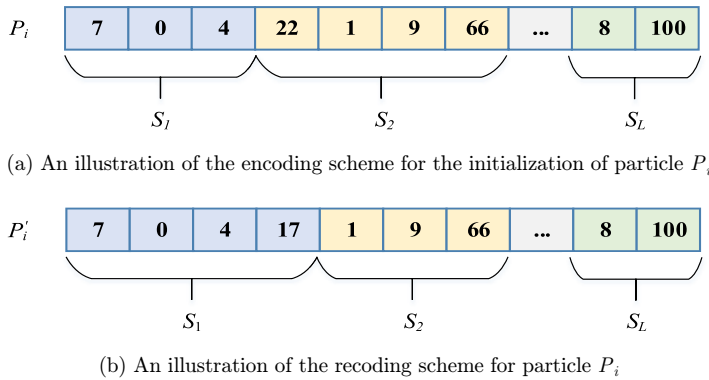 P_i 7 0 4 22 1 9 66 ... 8 100
S_1 S_2 S_L
(a) An illustration of the encoding scheme for the initialization of particle P_i
P_i' 7 0 4 17 1 9 66 ... 8 100
S_1 S_2 S_L
(b) An illustration of the recoding scheme for particle P_i